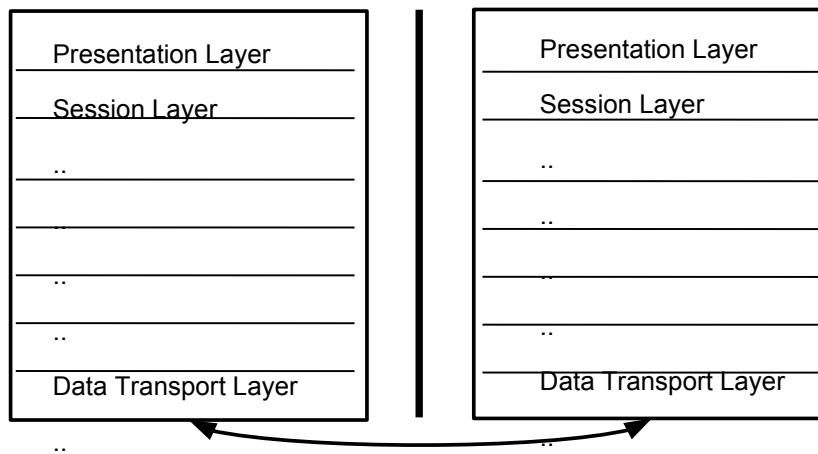 Presentation Layer
Session Layer
..
..
..
..
Data Transport Layer
..
Presentation Layer
Session Layer
..
..
..
..
Data Transport Layer
..